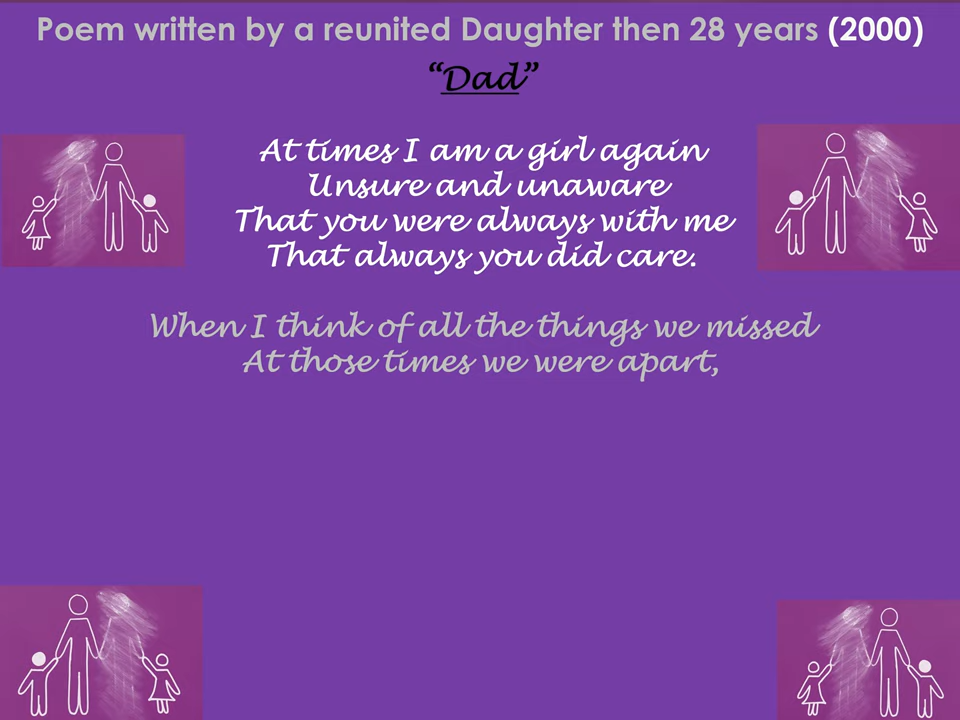 Poem written by a reunited Daughter then 28 years (2000)
“Dad”
At times I am a girl again
Unsure and unaware
That you were always with me
That always you did care.
When I think of all the things we missed
At those times we were apart,